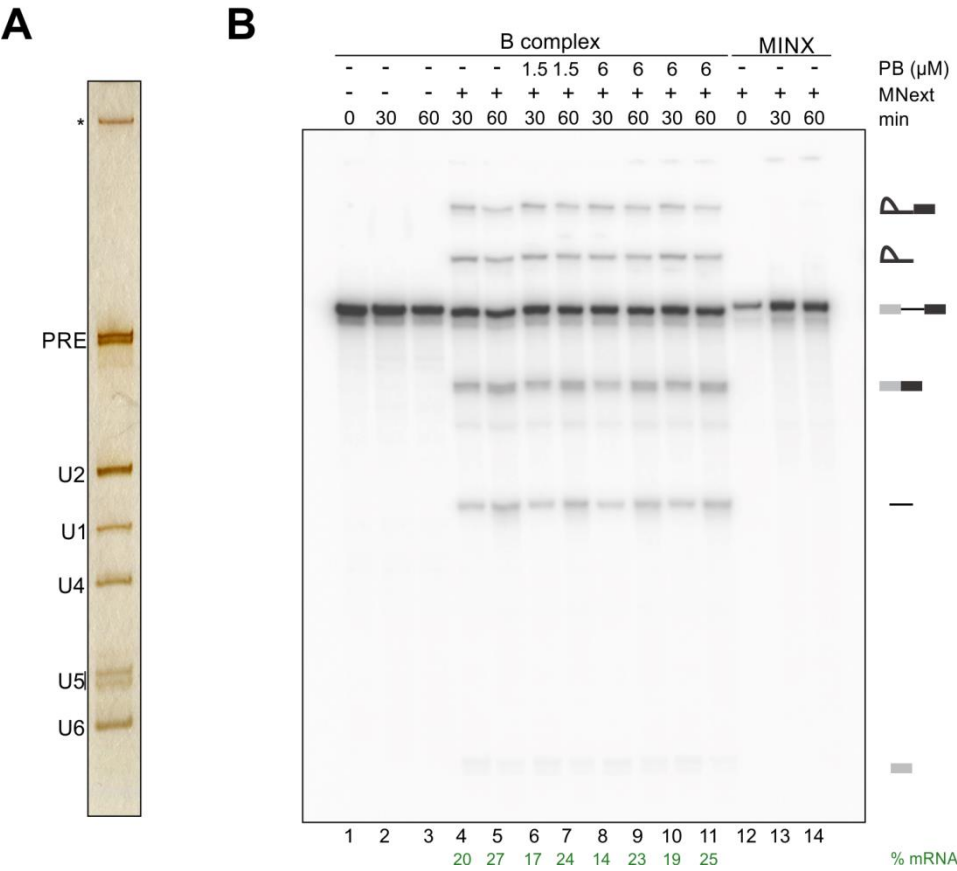 A
B
*
PRE
U2
U1
U4
U5
U6
B complex MINX
- - - - - 1.5 1.5 6 6 6 6 - - - PB (µM)
- - - + + + + + + + + + + + MNext
0 30 60 30 60 30 60 30 60 30 60 0 30 60 min
1 2 3 4 5 6 7 8 9 10 11 12 13 14
20 27 17 24 14 23 19 25 % mRNA